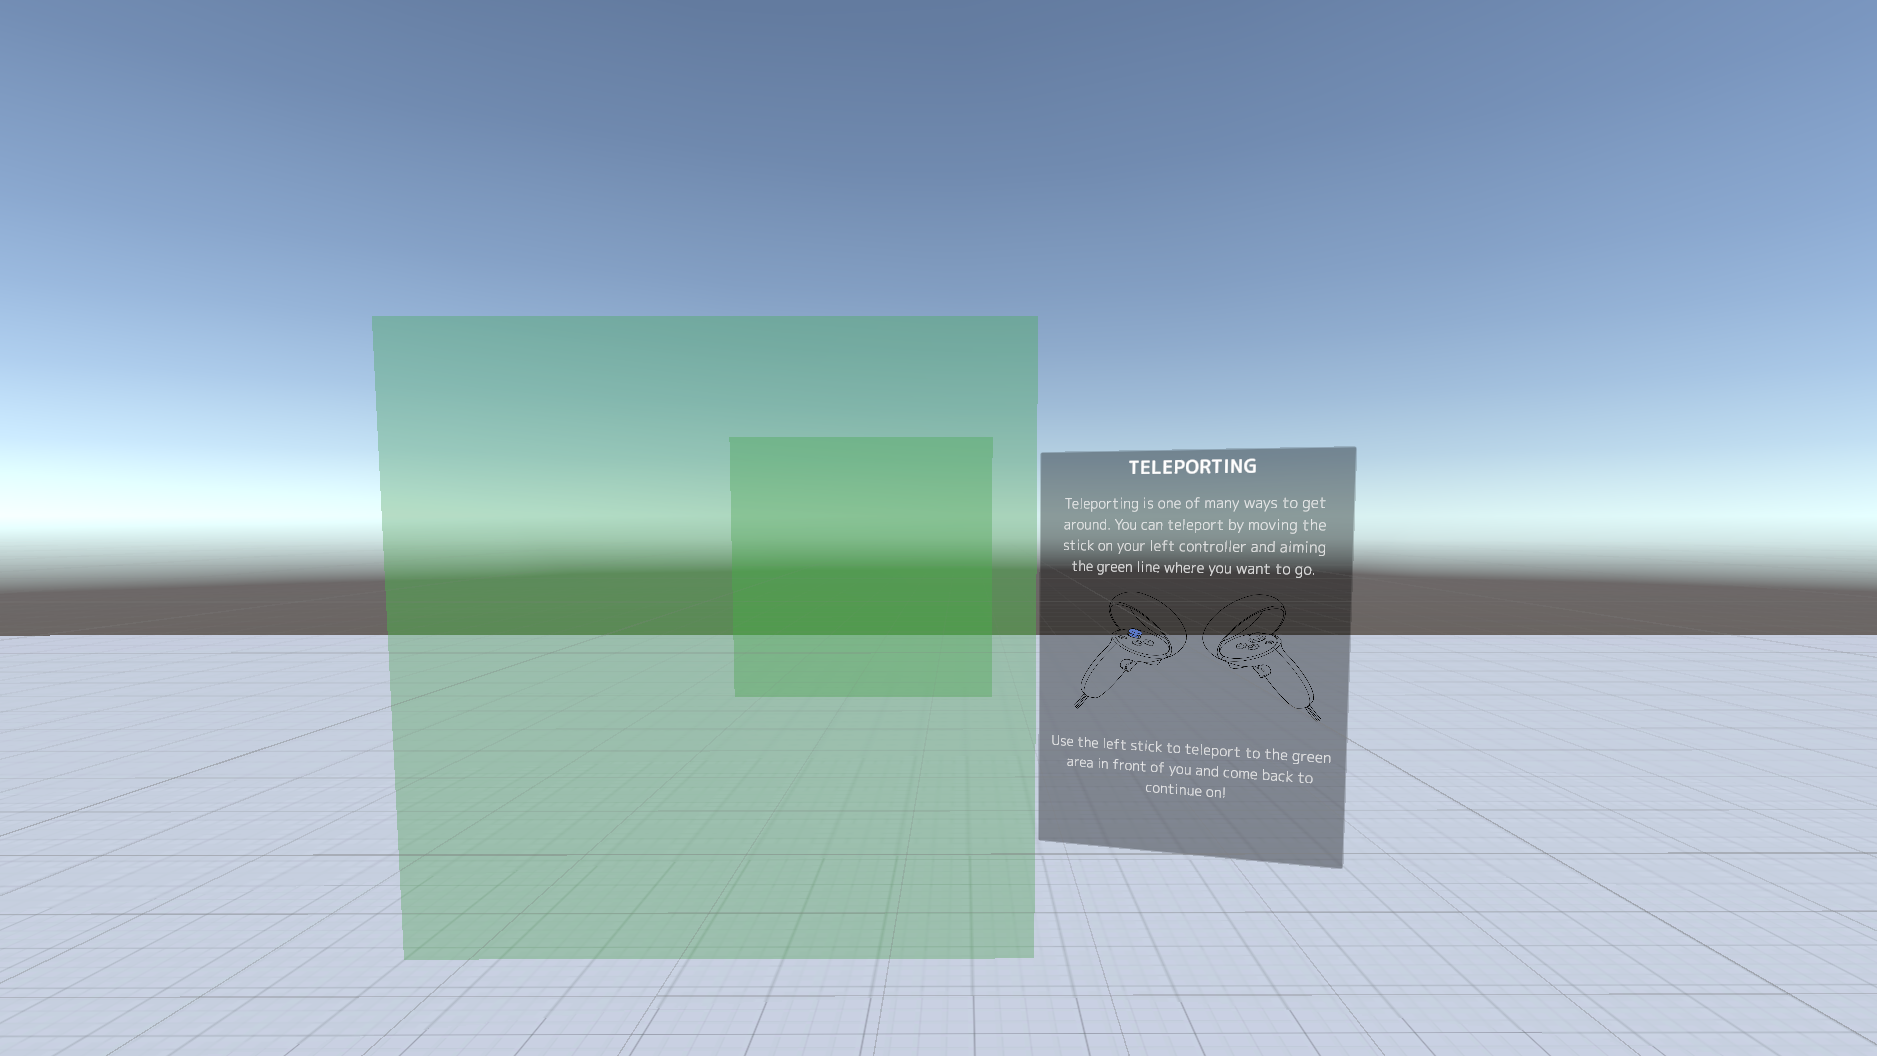 TELEPORTING
Teleporting is one of many ways to get
around. You can teleport by moving the
stick on your left controller and aiming
the green line where you want to go.
Use the left stick to teleport to the green
area in front of you and come back to
continue on!